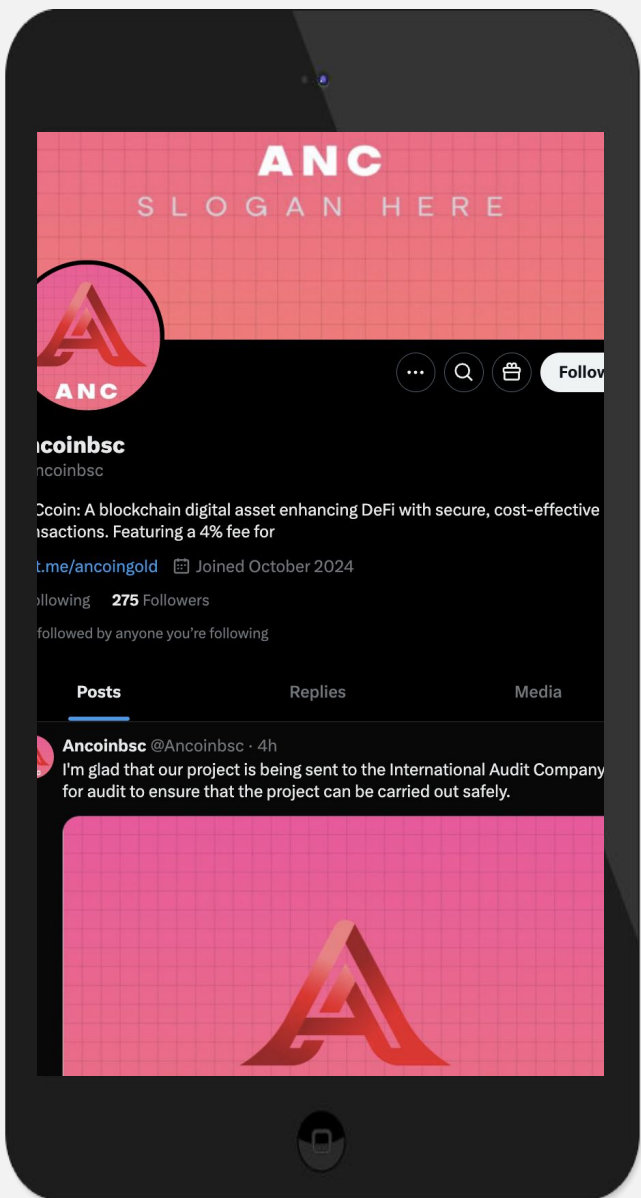 ANC
SLOGAN HERE
ANC
Follow
ncoinbsc
ncoinbsc
Ccoin: A blockchain digital asset enhancing DeFi with secure, cost-effective
nsactions. Featuring a 4% fee for
t.me/ancoingold Joined October 2024
ollowing 275 Followers
followed by anyone you're following
Posts Replies Media
Ancoinbsc @Ancoinbsc · 4h
I'm glad that our project is being sent to the International Audit Company
for audit to ensure that the project can be carried out safely.